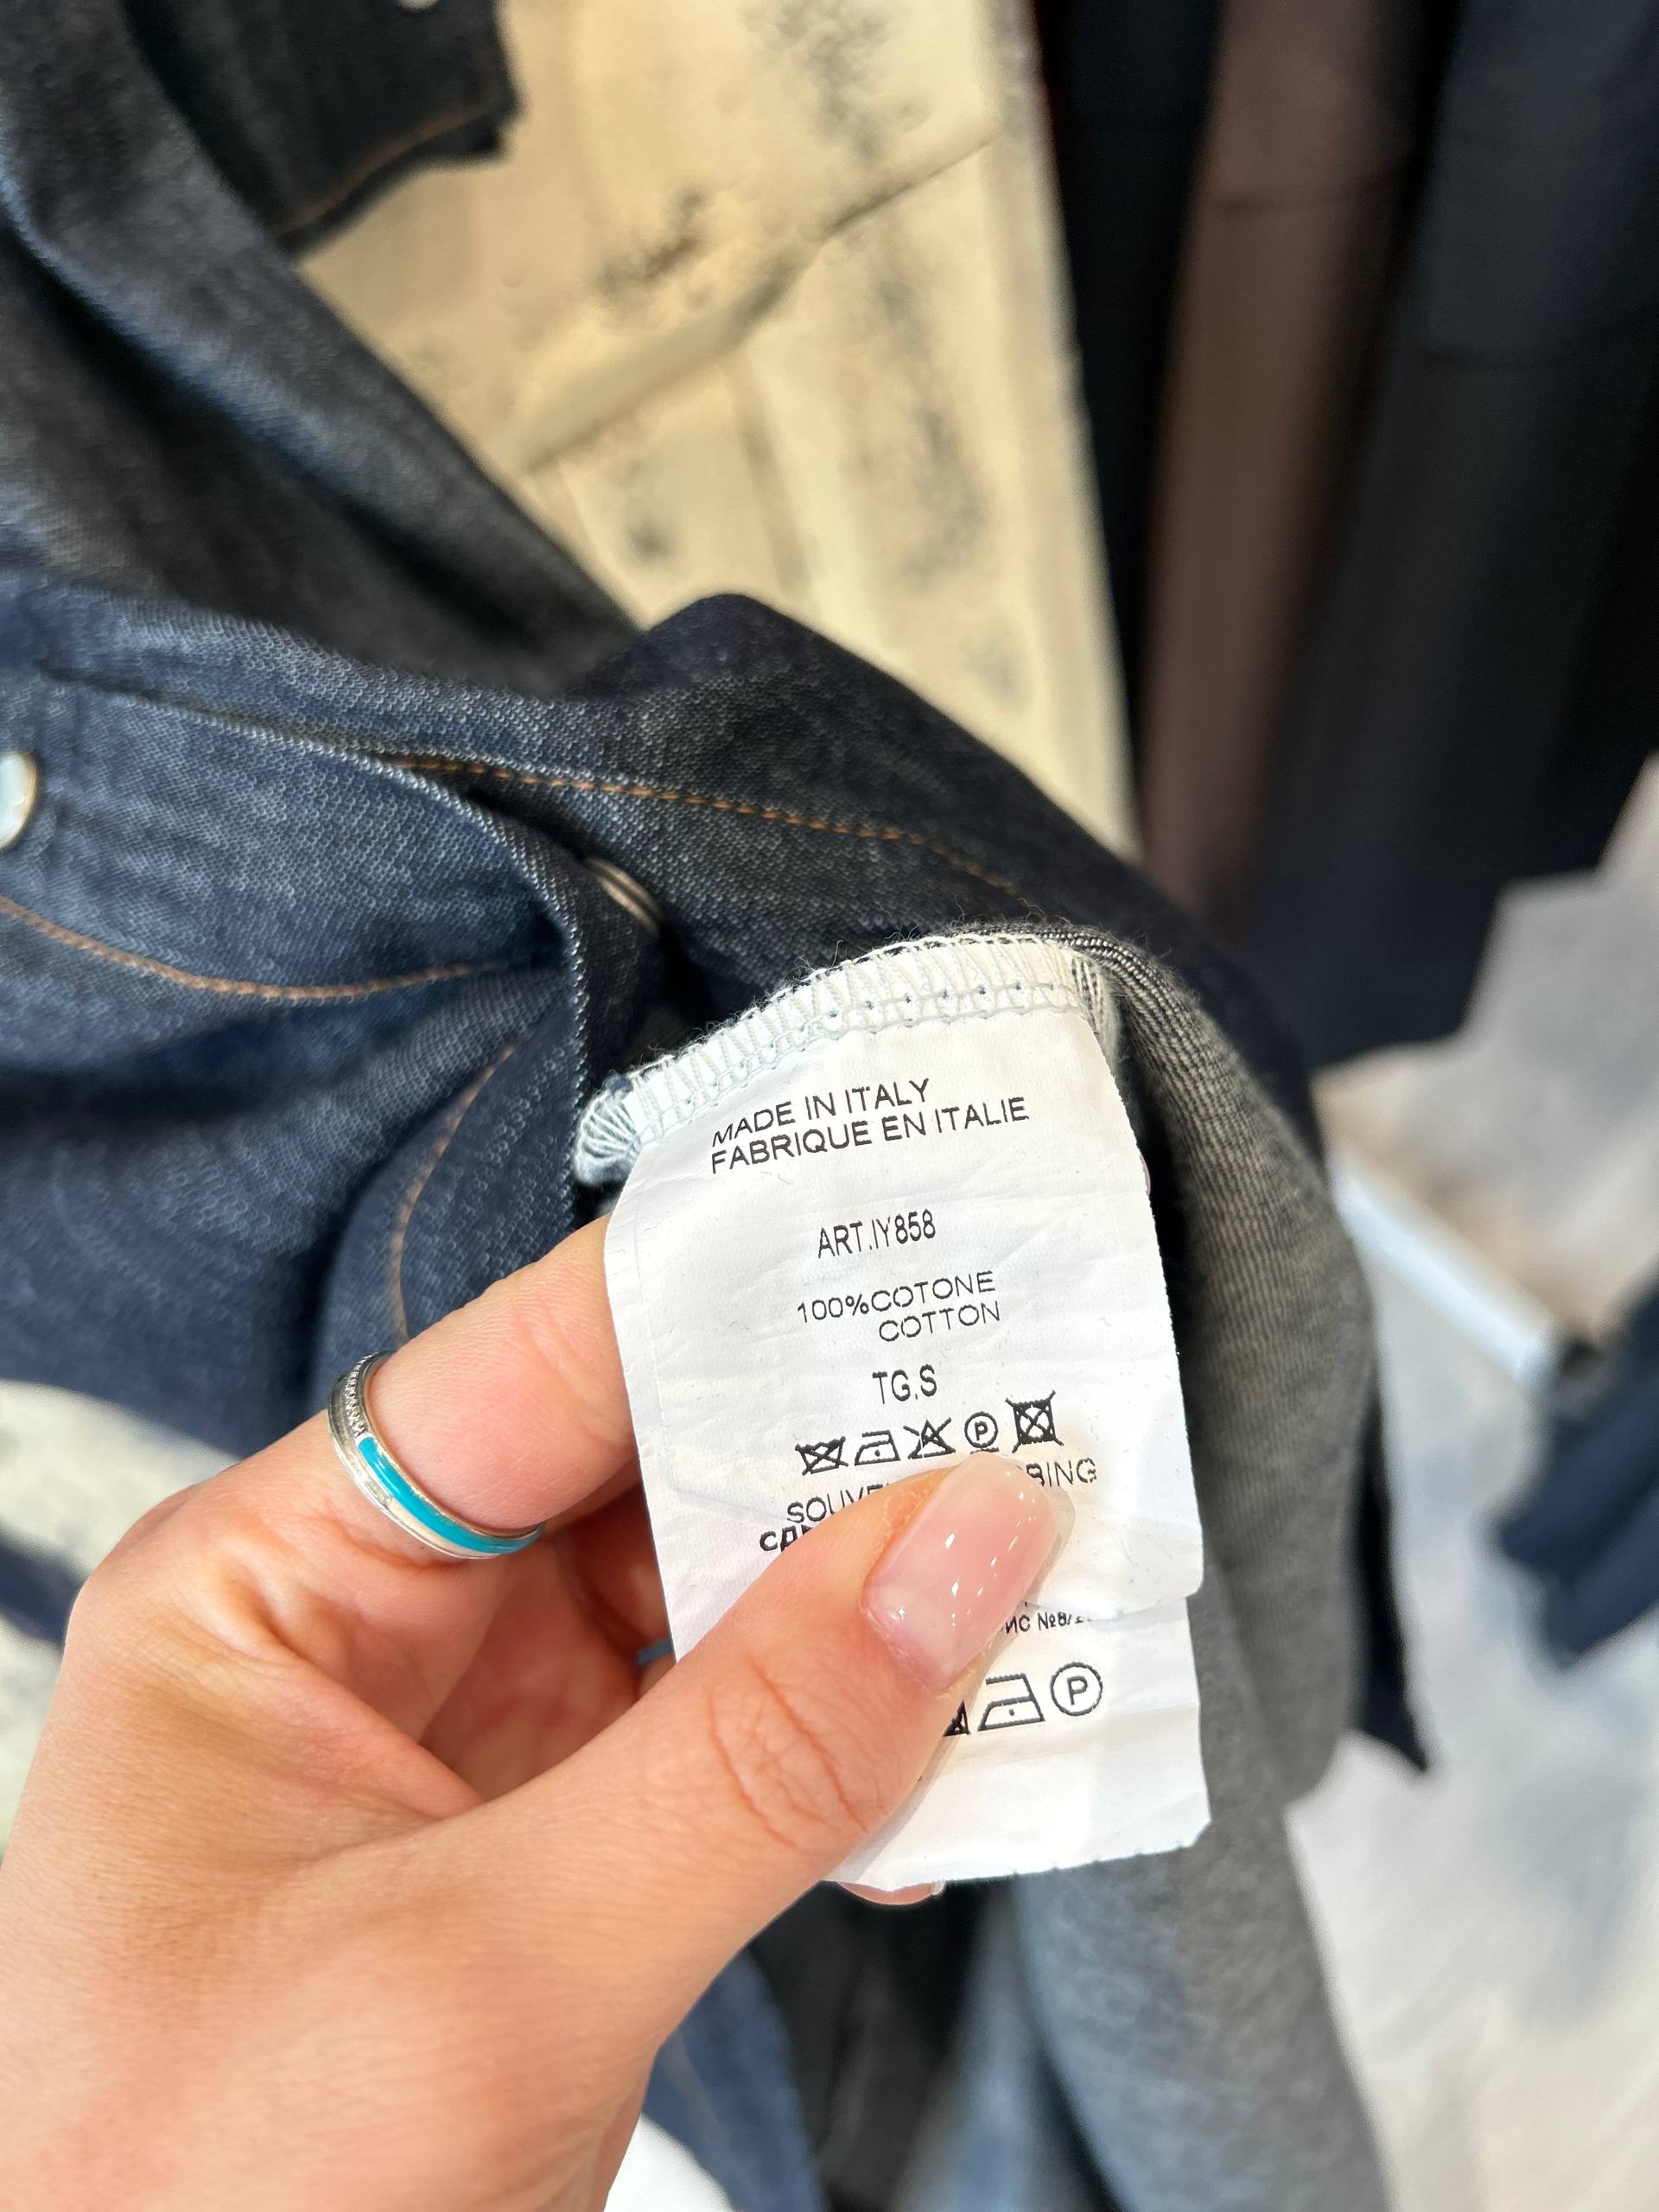 MADE IN ITALY
FABRIQUE EN ITALIE
ART.IY858
100%COTONE
COTTON
TG.S
P
P